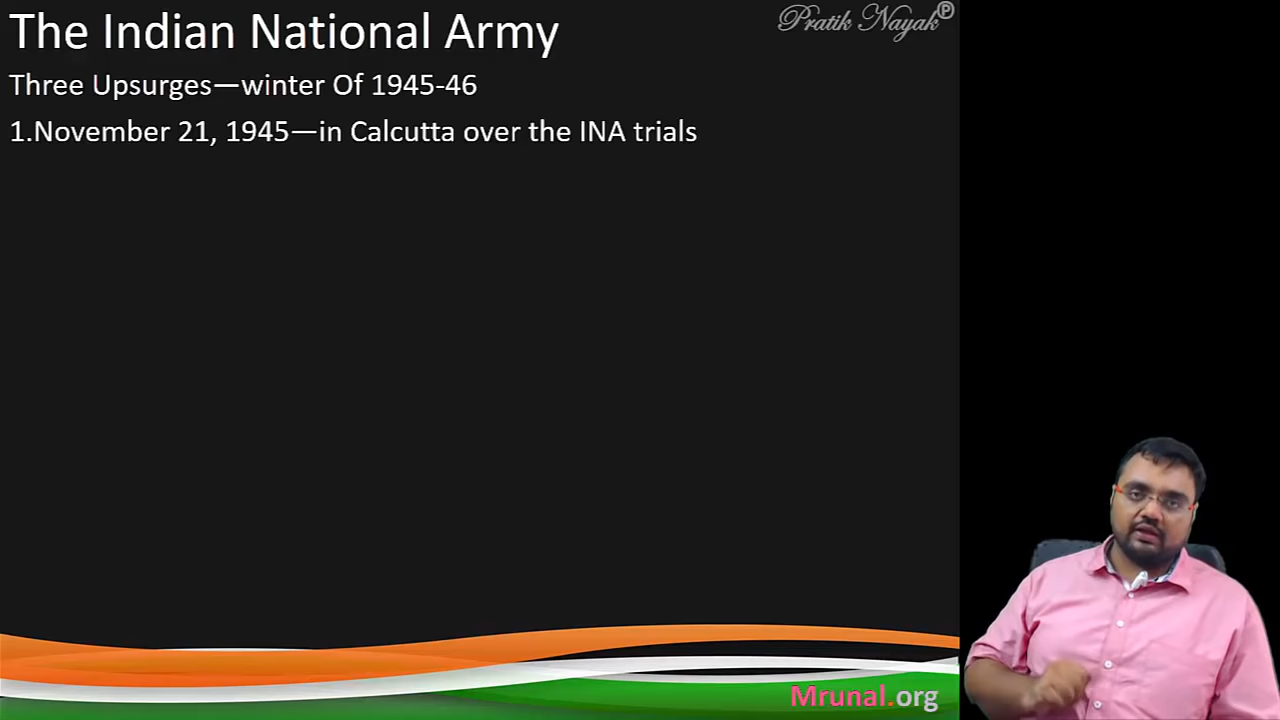 The Indian National Army
Pratik Nayak ℗
Three Upsurges—winter Of 1945-46
1.November 21, 1945—in Calcutta over the INA trials
Mrunal.org